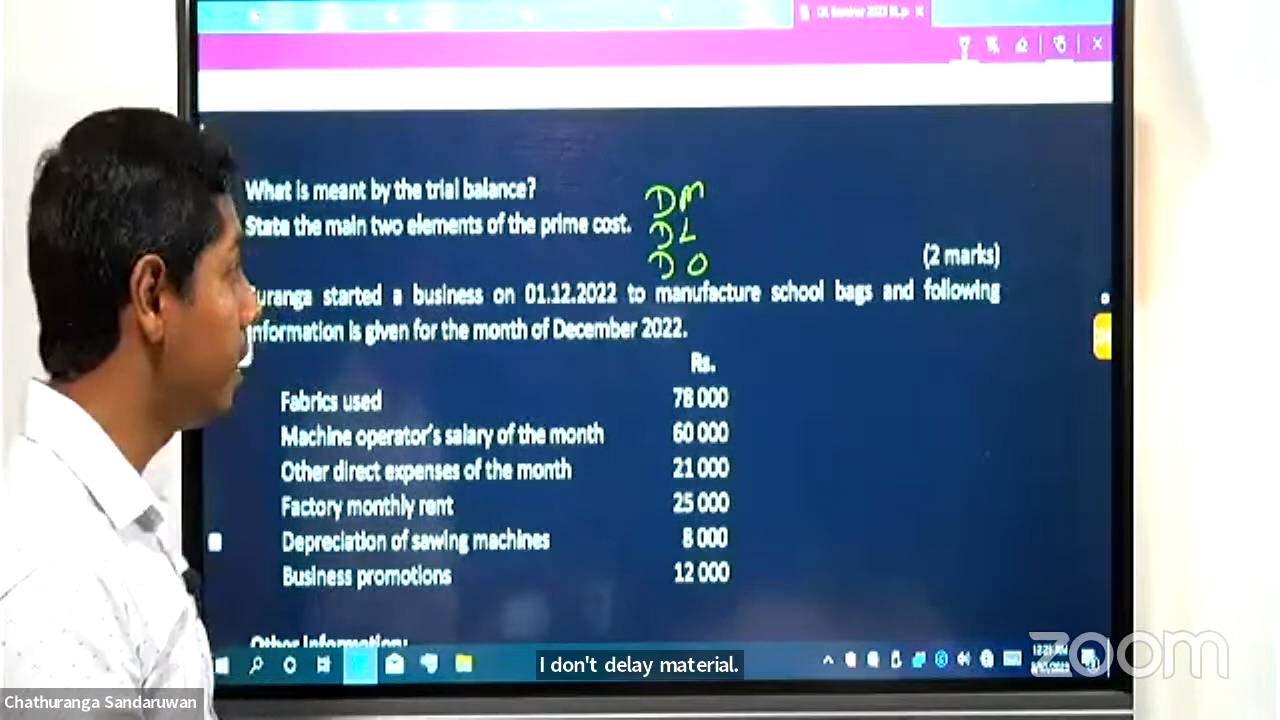 What is meant by the trial balance?
State the main two elements of the prime cost.
DM
DL
DO
(2 marks)
uranga started a business on 01.12.2022 to manufacture school bags and following
information is given for the month of December 2022.
Rs.
Fabrics used 78 000
Machine operator's salary of the month 60 000
Other direct expenses of the month 21 000
Factory monthly rent 25 000
Depreciation of sawing machines 8 000
Business promotions 12 000
Other Information:
I don't delay material.
zoom
Chathuranga Sandaruwan